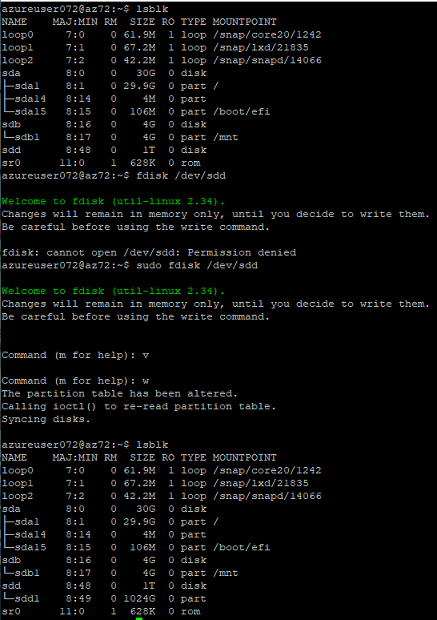 azureuser072@az72:~$ lsblk
NAME    MAJ:MIN RM   SIZE RO TYPE MOUNTPOINT
loop0     7:0    0  61.9M  1 loop /snap/core20/1242
loop1     7:1    0  67.2M  1 loop /snap/lxd/21835
loop2     7:2    0  42.2M  1 loop /snap/snapd/14066
sda       8:0    0    30G  0 disk
├─sda1    8:1    0  29.9G  0 part /
├─sda14   8:14   0     4M  0 part
└─sda15   8:15   0   106M  0 part /boot/efi
sdb       8:16   0     4G  0 disk
└─sdb1    8:17   0     4G  0 part /mnt
sdd       8:48   0     1T  0 disk
sr0      11:0    1   628K  0 rom
azureuser072@az72:~$ fdisk /dev/sdd
Welcome to fdisk (util-linux 2.34).
Changes will remain in memory only, until you decide to write them.
Be careful before using the write command.
fdisk: cannot open /dev/sdd: Permission denied
azureuser072@az72:~$ sudo fdisk /dev/sdd
Welcome to fdisk (util-linux 2.34).
Changes will remain in memory only, until you decide to write them.
Be careful before using the write command.
Command (m for help): v
Command (m for help): w
The partition table has been altered.
Calling ioctl() to re-read partition table.
Syncing disks.
azureuser072@az72:~$ lsblk
NAME    MAJ:MIN RM   SIZE RO TYPE MOUNTPOINT
loop0     7:0    0  61.9M  1 loop /snap/core20/1242
loop1     7:1    0  67.2M  1 loop /snap/lxd/21835
loop2     7:2    0  42.2M  1 loop /snap/snapd/14066
sda       8:0    0    30G  0 disk
├─sda1    8:1    0  29.9G  0 part /
├─sda14   8:14   0     4M  0 part
└─sda15   8:15   0   106M  0 part /boot/efi
sdb       8:16   0     4G  0 disk
└─sdb1    8:17   0     4G  0 part /mnt
sdd       8:48   0     1T  0 disk
└─sdd1    8:49   0  1024G  0 part
sr0      11:0    1   628K  0 rom